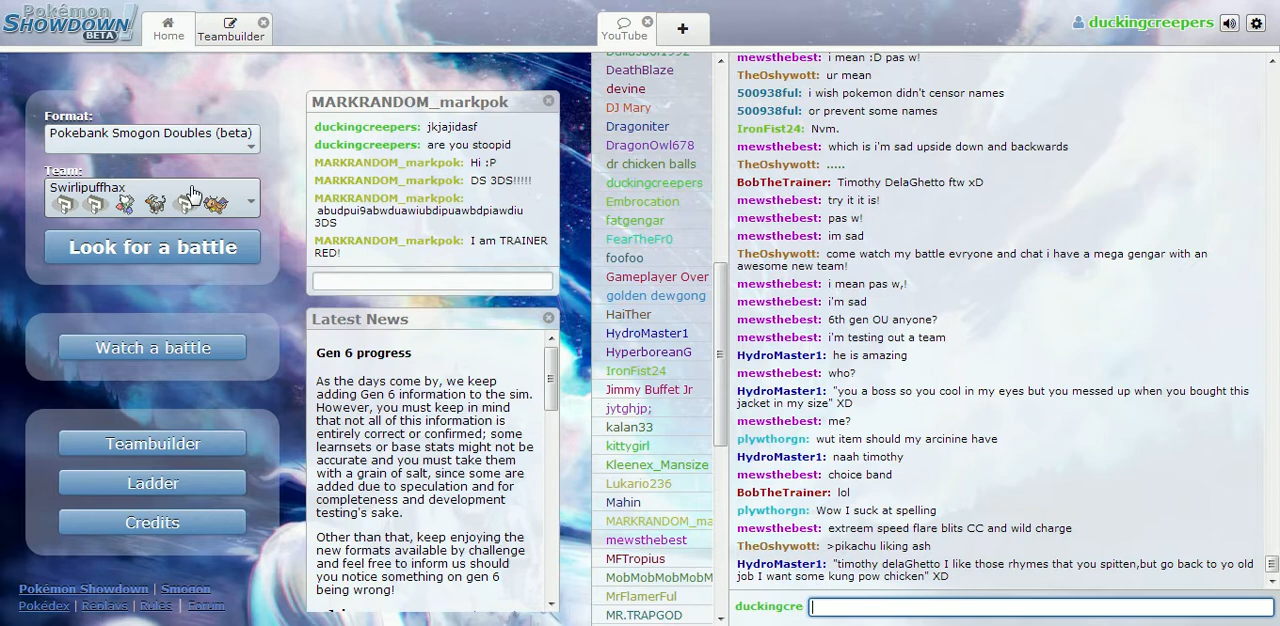 Pokémon
SHOWDOWN!
BETA
Home
Teambuilder
YouTube
+
duckingcreepers
Format:
Pokebank Smogon Doubles (beta)
Team:
Swirlipuffhax
Look for a battle
Watch a battle
Teambuilder
Ladder
Credits
Pokémon Showdown | Smogon
Pokédex | Replays | Rules | Forum
MARKRANDOM_markpok
duckingcreepers: jkjajidasf
duckingcreepers: are you stoopid
MARKRANDOM_markpok: Hi :P
MARKRANDOM_markpok: DS 3DS!!!!!
MARKRANDOM_markpok:
abudpui9abwduawiubdipuawbdpiawdiu
3DS
MARKRANDOM_markpok: I am TRAINER
RED!
Latest News
Gen 6 progress
As the days come by, we keep
adding Gen 6 information to the sim.
However, you must keep in mind
that not all of this information is
entirely correct or confirmed; some
learnsets or base stats might not be
accurate and you must take them
with a grain of salt, since some are
added due to speculation and for
completeness and development
testing's sake.
Other than that, keep enjoying the
new formats available by challenge
and feel free to inform us should
you notice something on gen 6
being wrong!
DeathBlaze
devine
DJ Mary
Dragoniter
DragonOwl678
dr chicken balls
duckingcreepers
Embrocation
fatgengar
FearTheFr0
foofoo
Gameplayer Over
golden dewgong
HaiTher
HydroMaster1
HyperboreanG
IronFist24
Jimmy Buffet Jr
jytghjp;
kalan33
kittygirl
Kleenex_Mansize
Lukario236
Mahin
MARKRANDOM_ma
mewsthebest
MFTropius
MobMobMobMobM
MrFlamerFul
MR.TRAPGOD
mewsthebest: i mean :D pas w!
TheOshywott: ur mean
500938ful: i wish pokemon didn't censor names
500938ful: or prevent some names
IronFist24: Nvm.
mewsthebest: which is i'm sad upside down and backwards
TheOshywott: .....
BobTheTrainer: Timothy DelaGhetto ftw xD
mewsthebest: try it it is!
mewsthebest: pas w!
mewsthebest: im sad
TheOshywott: come watch my battle evryone and chat i have a mega gengar with an
awesome new team!
mewsthebest: i mean pas w,!
mewsthebest: i'm sad
mewsthebest: 6th gen OU anyone?
mewsthebest: i'm testing out a team
HydroMaster1: he is amazing
mewsthebest: who?
HydroMaster1: "you a boss so you cool in my eyes but you messed up when you bought this
jacket in my size" XD
mewsthebest: me?
plywthorgn: wut item should my arcinine have
HydroMaster1: naah timothy
mewsthebest: choice band
BobTheTrainer: lol
plywthorgn: Wow I suck at spelling
mewsthebest: extreem speed flare blits CC and wild charge
TheOshywott: >pikachu liking ash
HydroMaster1: "timothy delaGhetto I like those rhymes that you spitten,but go back to yo old
job I want some kung pow chicken" XD
duckingcre